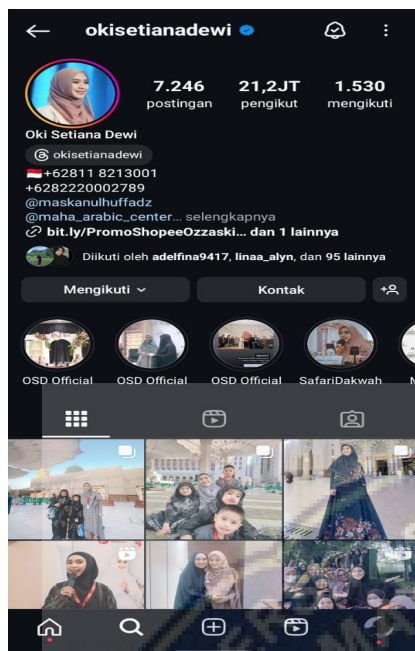 okisetianadewi
7.246 21,2JT 1.530
postingan pengikut mengikuti
Oki Setiana Dewi
okisetianadewi
+62811 8213001
+6282220002789
@maskanulhuffadz
@maha_arabic_center... selengkapnya
bit.ly/PromoShopeeOzzaski... dan 1 lainnya
Diikuti oleh adelfina9417, linaa_alyn, dan 95 lainnya
Mengikuti Kontak
OSD Official OSD Official OSD Official SafariDakwah